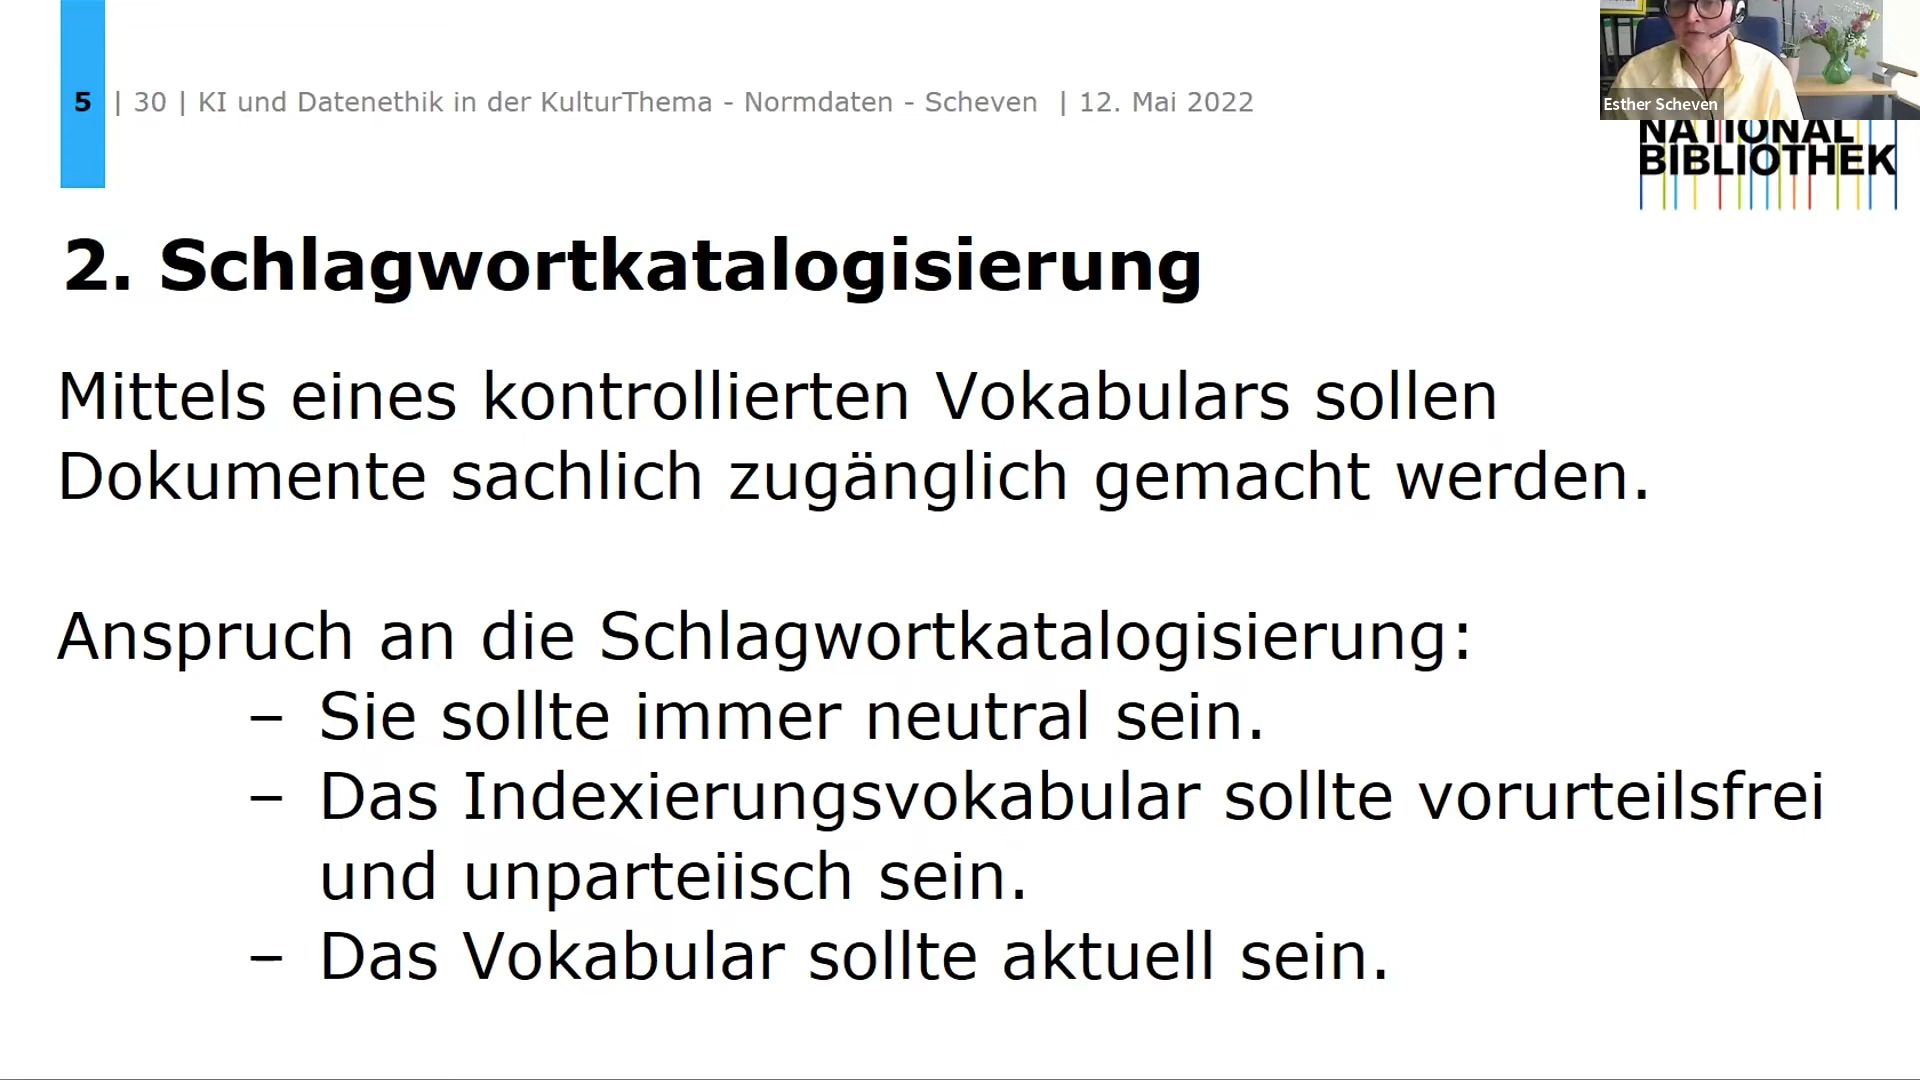 5 | 30 | KI und Datenethik in der KulturThema - Normdaten - Scheven | 12. Mai 2022
Esther Scheven
NATIONAL
BIBLIOTHEK
2. Schlagwortkatalogisierung
Mittels eines kontrollierten Vokabulars sollen
Dokumente sachlich zugänglich gemacht werden.
Anspruch an die Schlagwortkatalogisierung:
– Sie sollte immer neutral sein.
– Das Indexierungsvokabular sollte vorurteilsfrei
und unparteiisch sein.
– Das Vokabular sollte aktuell sein.